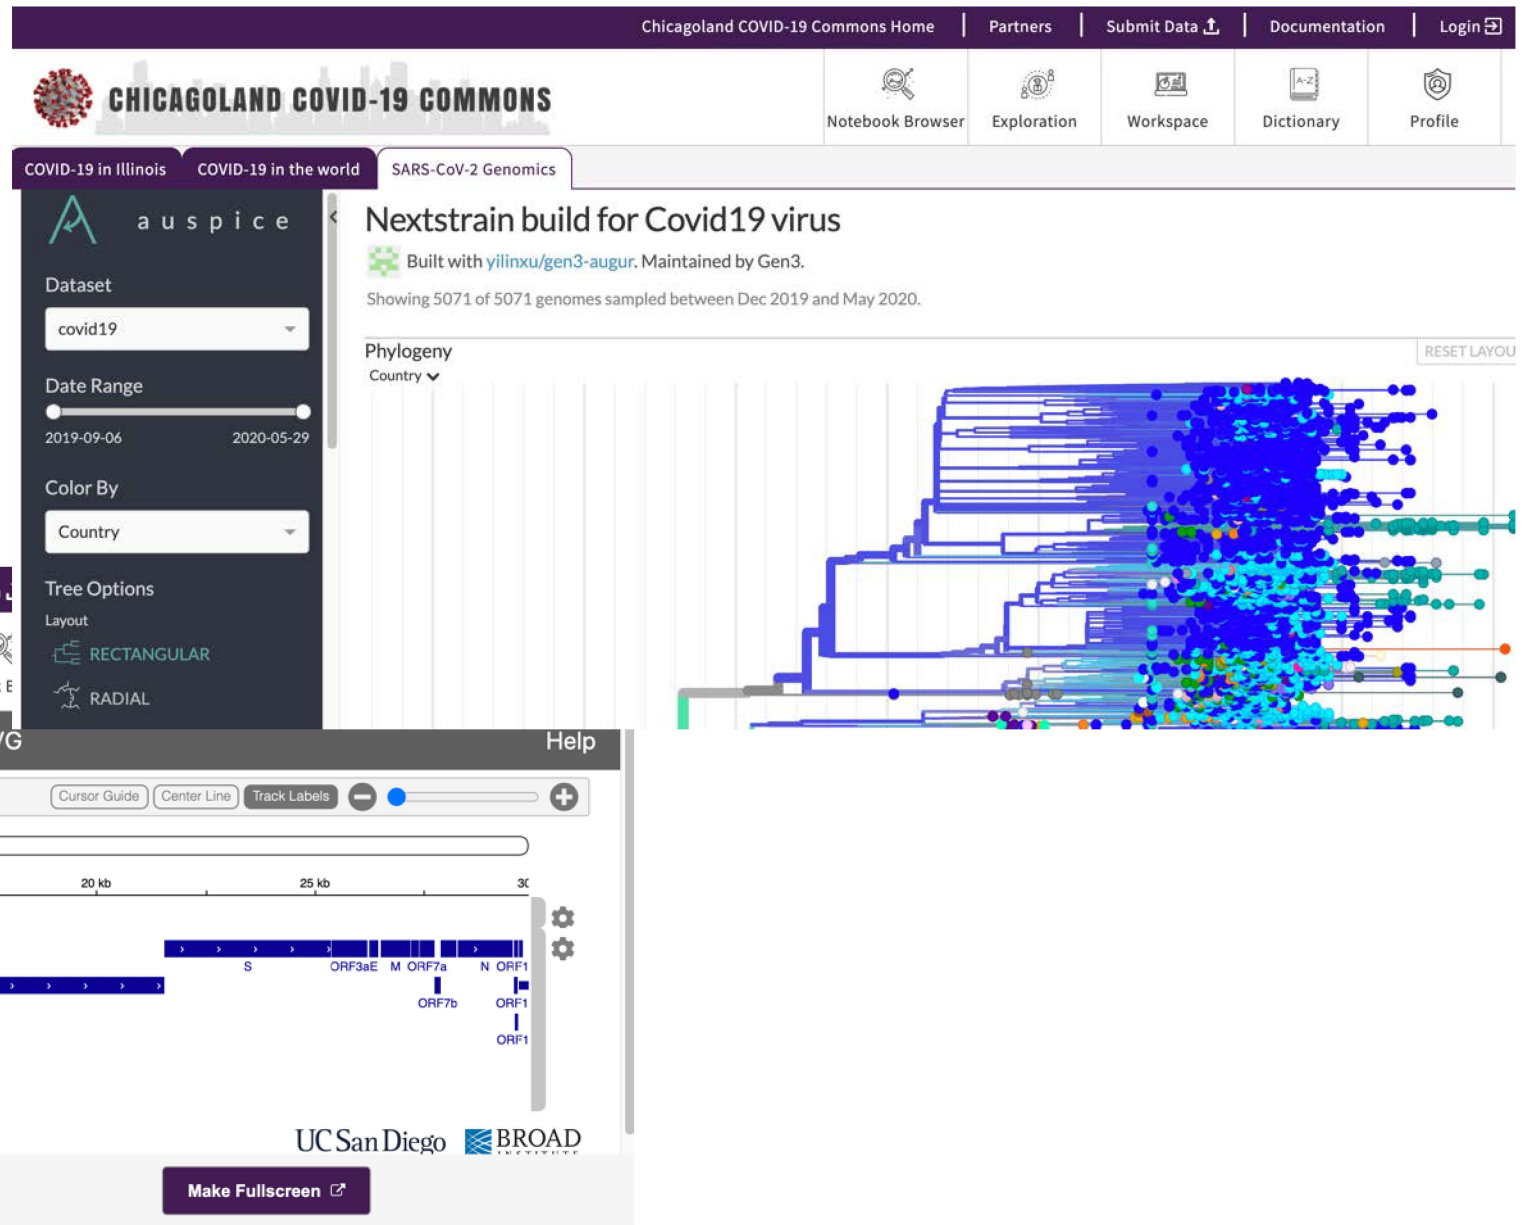 Chicagoland COVID-19 Commons Home
Partners
Submit Data
Documentation
Login
CHICAGOLAND COVID-19 COMMONS
Notebook Browser
Exploration
A-Z
Workspace
Dictionary
Profile
COVID-19 in Illinois
COVID-19 in the world
SARS-CoV-2 Genomics
auspice
Nextstrain build for Covid19 virus
Built with yilinxu/gen3-augur. Maintained by Gen3.
Showing 5071 of 5071 genomes sampled between Dec 2019 and May 2020.
Dataset
covid19
Date Range
2019-09-06
2020-05-29
Color By
Country
Tree Options
Layout
RECTANGULAR
RADIAL
Phylogeny
Country
RESET LAYOU
E
VG
Help
Cursor Guide
Center Line
Track Labels
20 kb
25 kb
30
S
ORF3aE
M
ORF7a
N
ORF1
ORF7b
ORF1
ORF1
UC San Diego
BROAD
INSTITUTE
Make Fullscreen